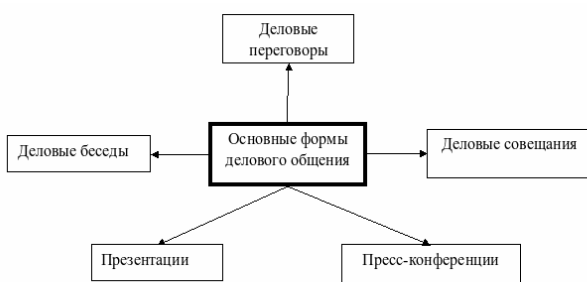 Деловые
переговоры
Деловые беседы
Основные формы
делового общения
Деловые совещания
Презентации
Пресс-конференции